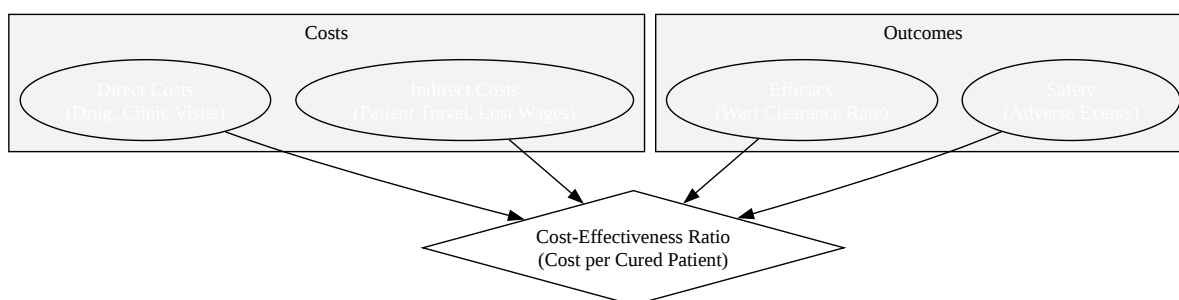 Costs
Outcomes
Direct Costs
(Drug, Clinic Visits)
Indirect Costs
(Patient Travel, Lost Wages)
Efficacy
(Wart Clearance Rate)
Safety
(Adverse Events)
Cost-Effectiveness Ratio
(Cost per Cured Patient)